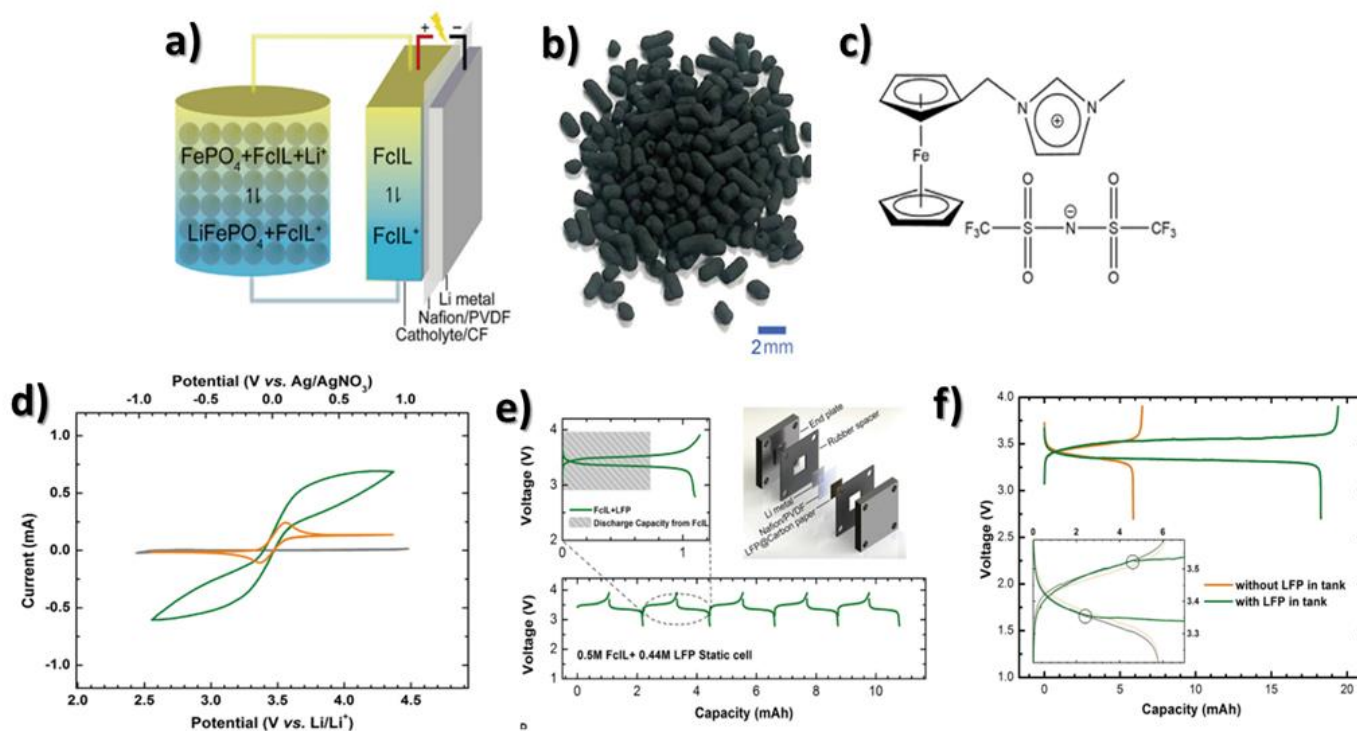 a)
+
−
FePO4+FcIL+Li+
⥮
LiFePO4+FcIL+
FcIL
⥮
FcIL+
Li metal
Nafion/PVDF
Catholyte/CF
b)
2mm
c)
Fe
N
N
⊕
O
O
⊖
F3C
S
N
S
CF3
O
O
d)
Potential (V vs. Ag/AgNO3)
-1.0 -0.5 0.0 0.5 1.0
Current (mA)
1.0
0.5
0.0
-0.5
-1.0
2.0 2.5 3.0 3.5 4.0 4.5
Potential (V vs. Li/Li+)
e)
Voltage (V)
4
3
2
FcIL+LFP
Discharge Capacity from FcIL
0 1
End plate
Rubber spacer
Li metal
Nafion/PVDF
LFP@Carbon paper
Voltage (V)
4
3
2
0.5M FcIL+ 0.44M LFP Static cell
0 2 4 6 8 10
Capacity (mAh)
f)
Voltage (V)
4.0
3.5
3.0
2.5
2.0
1.5
0 2 4 6
3.5
3.4
3.3
without LFP in tank
with LFP in tank
0 5 10 15 20
Capacity (mAh)